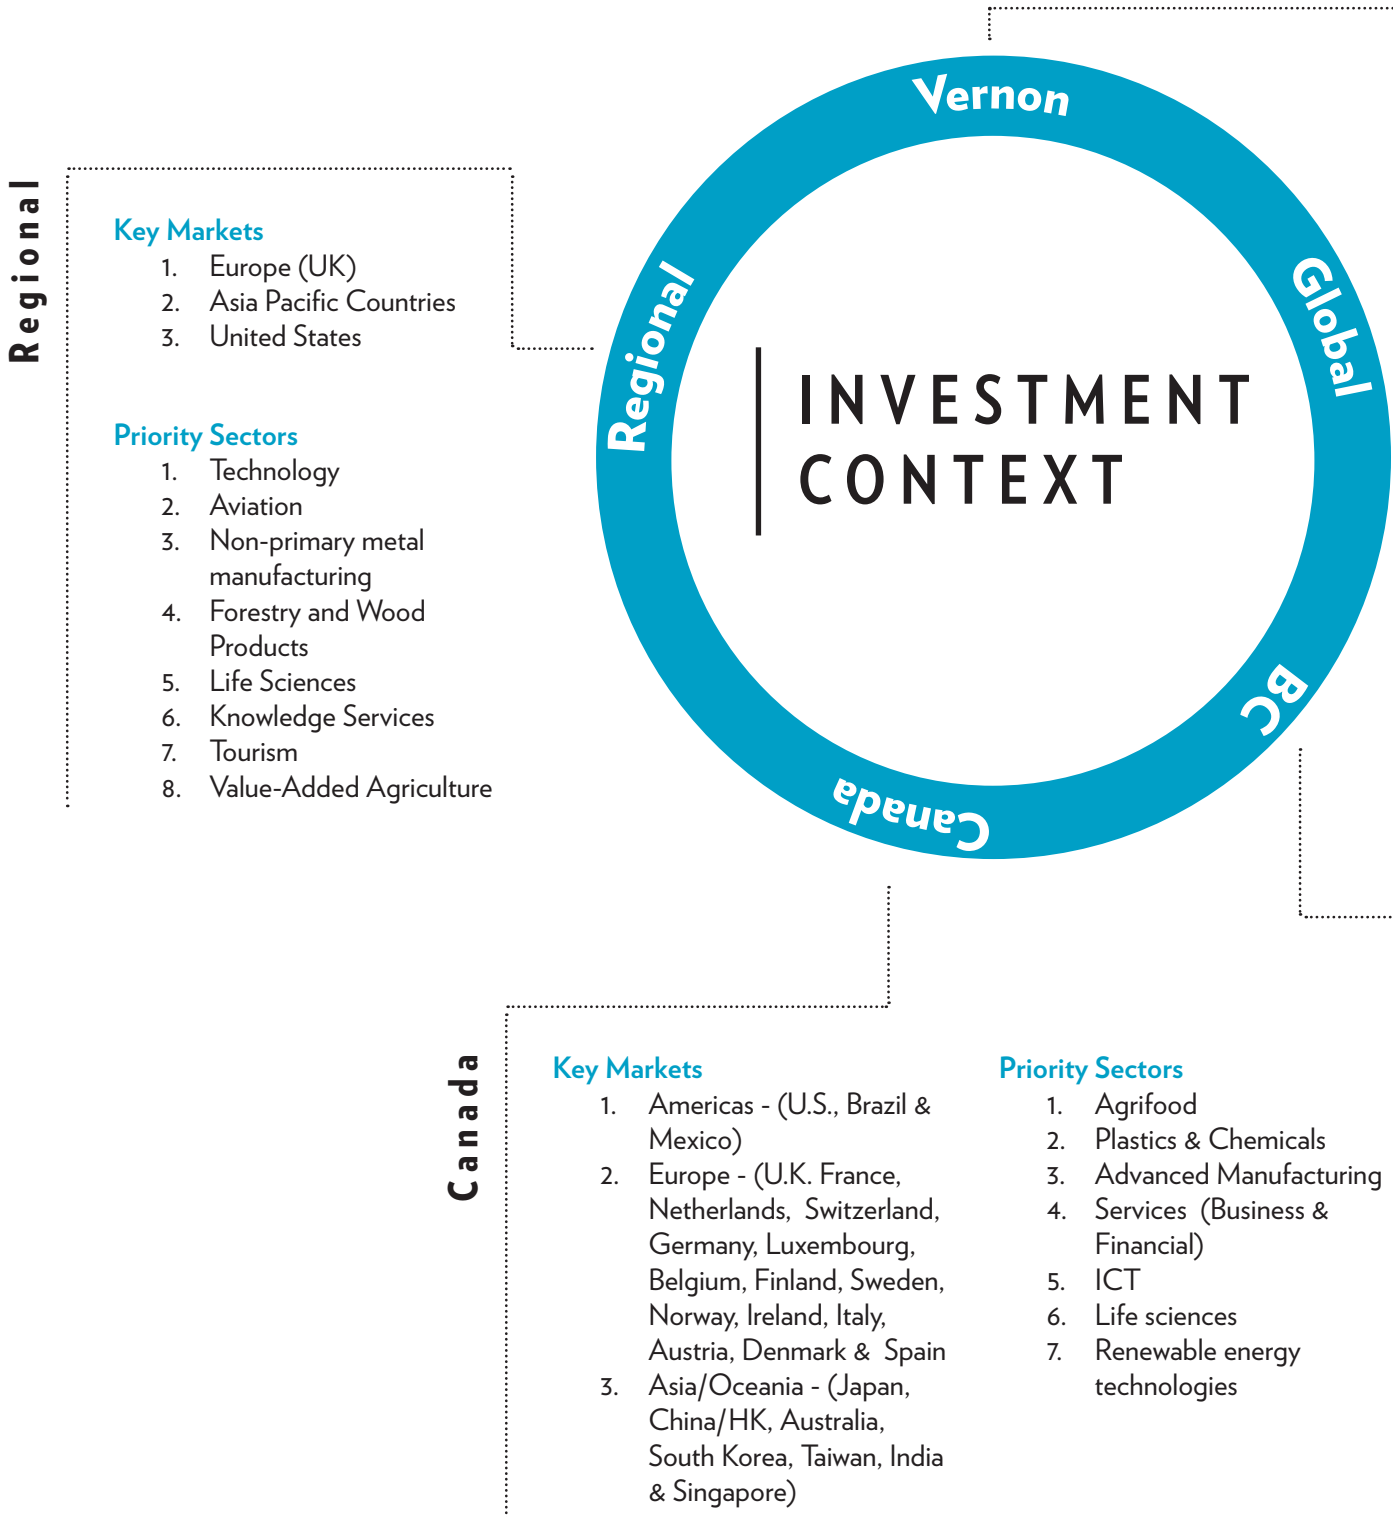 Vernon
Global
BC
Canada
Regional
INVESTMENT
CONTEXT
Regional
Key Markets
1. Europe (UK)
2. Asia Pacific Countries
3. United States
Priority Sectors
1. Technology
2. Aviation
3. Non-primary metal
manufacturing
4. Forestry and Wood
Products
5. Life Sciences
6. Knowledge Services
7. Tourism
8. Value-Added Agriculture
Canada
Key Markets
1. Americas - (U.S., Brazil &
Mexico)
2. Europe - (U.K. France,
Netherlands, Switzerland,
Germany, Luxembourg,
Belgium, Finland, Sweden,
Norway, Ireland, Italy,
Austria, Denmark & Spain
3. Asia/Oceania - (Japan,
China/HK, Australia,
South Korea, Taiwan, India
& Singapore)
Priority Sectors
1. Agrifood
2. Plastics & Chemicals
3. Advanced Manufacturing
4. Services (Business &
Financial)
5. ICT
6. Life sciences
7. Renewable energy
technologies